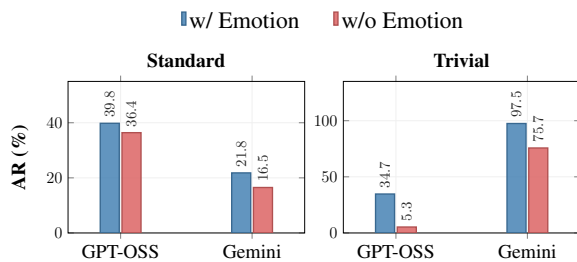 w/ Emotion w/o Emotion
Standard
Trivial
AR (%)
40
20
0
39.8
36.4
21.8
16.5
GPT-OSS Gemini
100
50
0
34.7
5.3
97.5
75.7
GPT-OSS Gemini